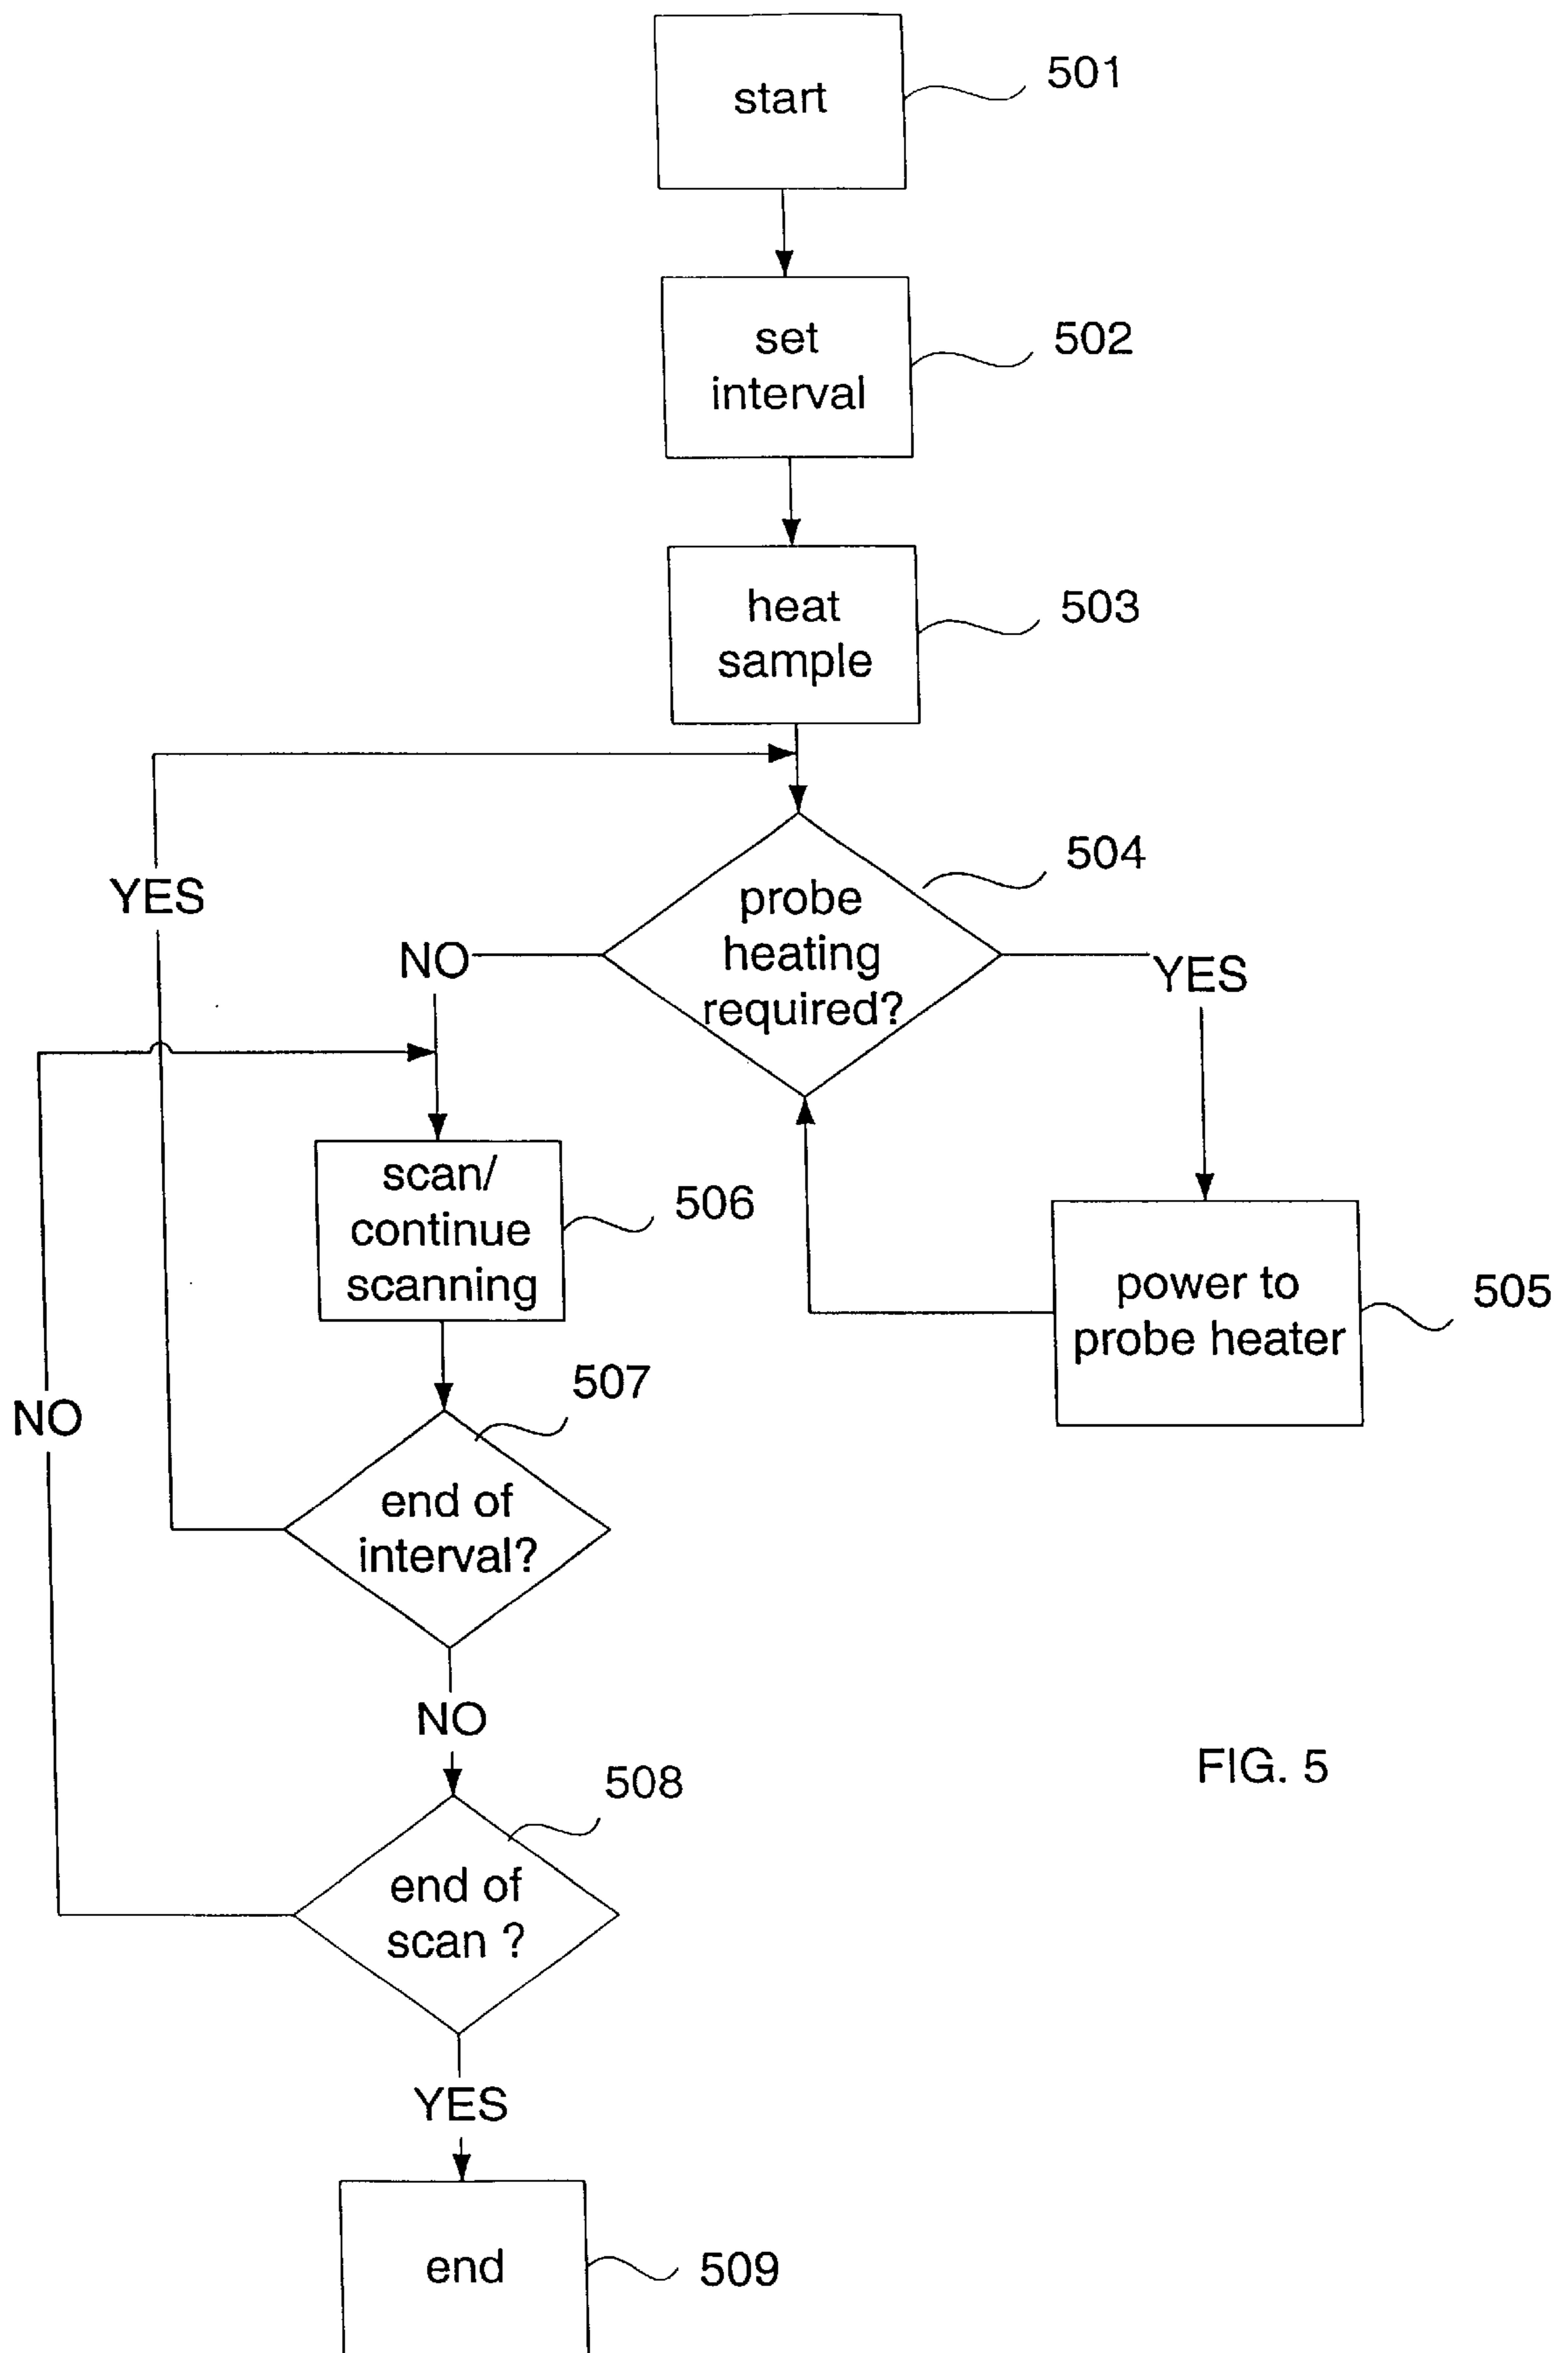 start
501
set
interval
502
heat
sample
503
504
probe
heating
required?
YES
NO
YES
scan/
continue
scanning
506
power to
probe heater
505
507
NO
end of
interval?
NO
FIG. 5
508
end of
scan ?
YES
end
509